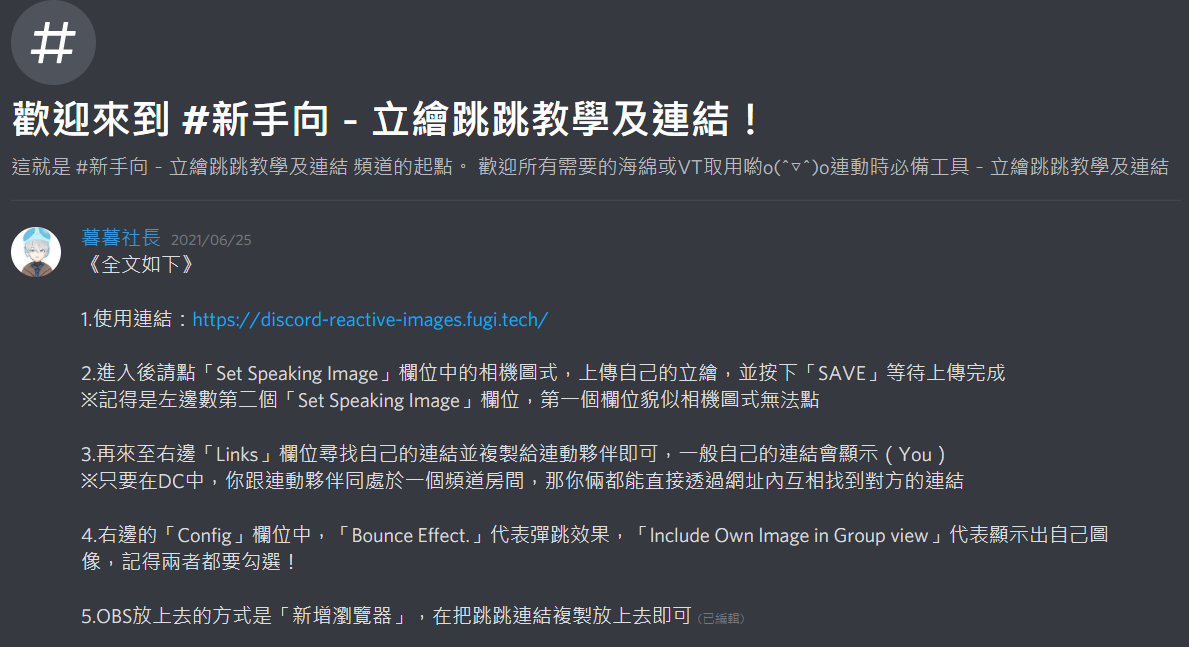 #
歡迎來到 #新手向 - 立繪跳跳教學及連結！
這就是 #新手向 - 立繪跳跳教學及連結 頻道的起點。 歡迎所有需要的海綿或VT取用喲o(ˆ▿ˆ)o連動時必備工具 - 立繪跳跳教學及連結
暮暮社長 2021/06/25
《全文如下》
1.使用連結：https://discord-reactive-images.fugi.tech/
2.進入後請點「Set Speaking Image」欄位中的相機圖式，上傳自己的立繪，並按下「SAVE」等待上傳完成
※記得是左邊數第二個「Set Speaking Image」欄位，第一個欄位貌似相機圖式無法點
3.再來至右邊「Links」欄位尋找自己的連結並複製給連動夥伴即可，一般自己的連結會顯示（You）
※只要在DC中，你跟連動夥伴同處於一個頻道房間，那你倆都能直接透過網址內互相找到對方的連結
4.右邊的「Config」欄位中，「Bounce Effect.」代表彈跳效果，「Include Own Image in Group view」代表顯示出自己圖
像，記得兩者都要勾選！
5.OBS放上去的方式是「新增瀏覽器」，在把跳跳連結複製放上去即可 (已編輯)